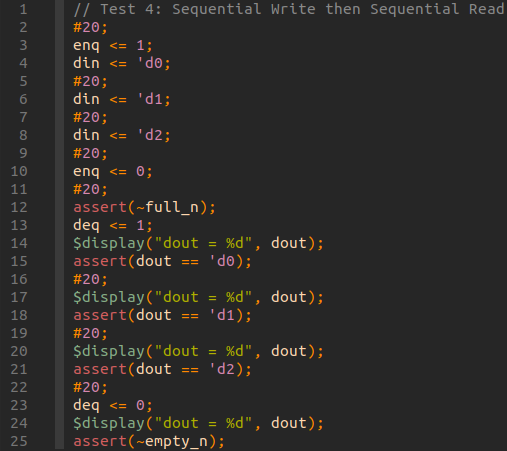 1 // Test 4: Sequential Write then Sequential Read
2 #20;
3 enq <= 1;
4 din <= 'd0;
5 #20;
6 din <= 'd1;
7 #20;
8 din <= 'd2;
9 #20;
10 enq <= 0;
11 #20;
12 assert(~full_n);
13 deq <= 1;
14 $display("dout = %d", dout);
15 assert(dout == 'd0);
16 #20;
17 $display("dout = %d", dout);
18 assert(dout == 'd1);
19 #20;
20 $display("dout = %d", dout);
21 assert(dout == 'd2);
22 #20;
23 deq <= 0;
24 $display("dout = %d", dout);
25 assert(~empty_n);